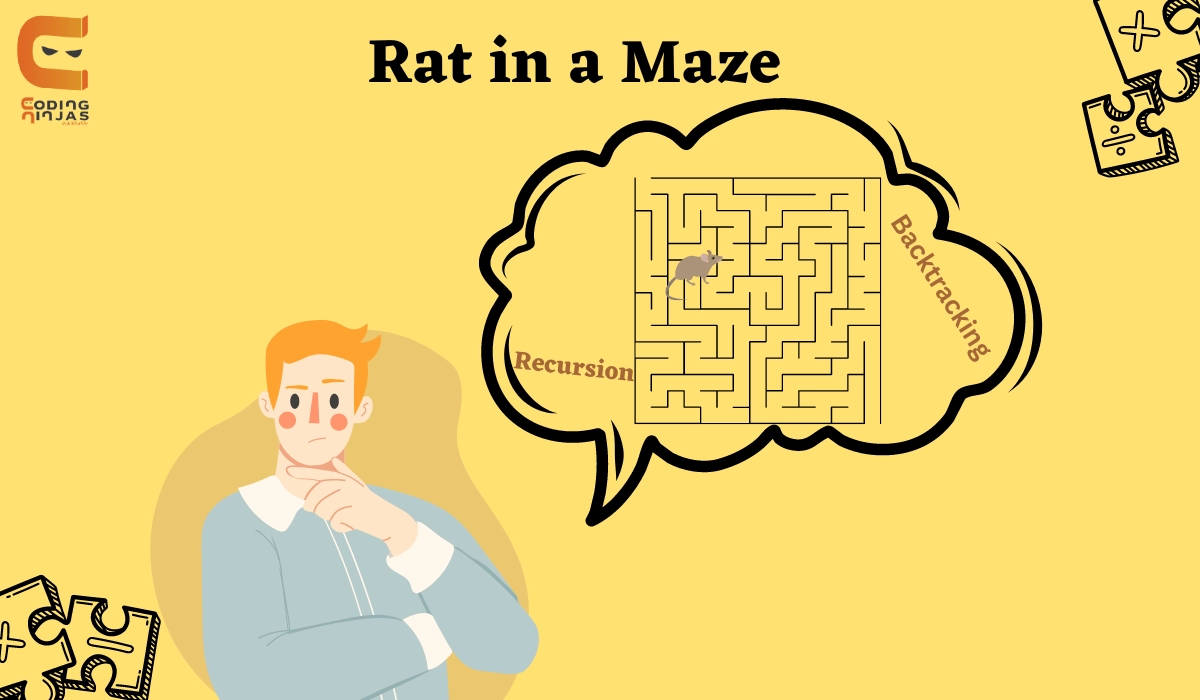 CODING
NINJAS
Rat in a Maze
Backtracking
Recursion